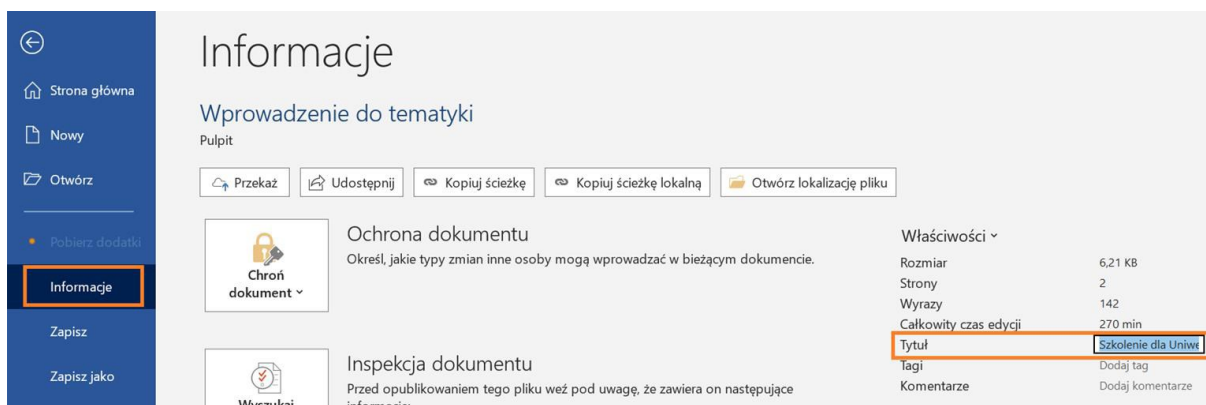 Informacje
Strona główna
Nowy
Otwórz
Pobierz dodatki
Informacje
Zapisz
Zapisz jako
Wprowadzenie do tematyki
Pulpit
Przekaż Udostępnij Kopiuj ścieżkę Kopiuj ścieżkę lokalną Otwórz lokalizację pliku
Chroń
dokument
Ochrona dokumentu
Określ, jakie typy zmian inne osoby mogą wprowadzać w bieżącym dokumencie.
Inspekcja dokumentu
Przed opublikowaniem tego pliku weź pod uwagę, że zawiera on następujące
Właściwości
Rozmiar 6,21 KB
Strony 2
Wyrazy 142
Całkowity czas edycji 270 min
Tytuł Szkolenie dla Uniwe
Tagi Dodaj tag
Komentarze Dodaj komentarze